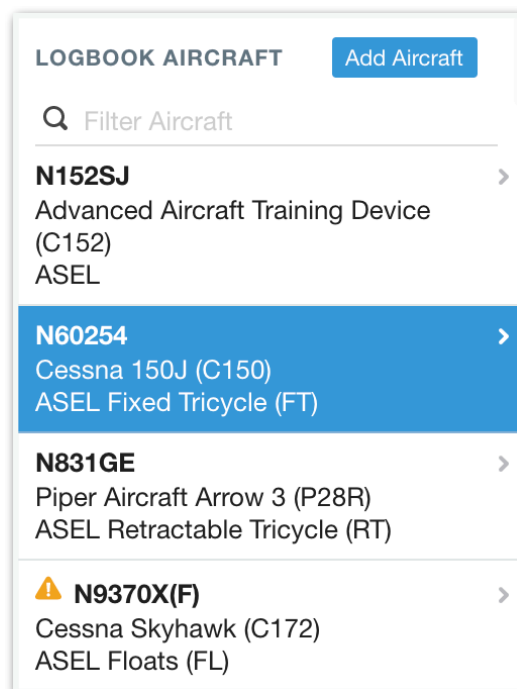 LOGBOOK AIRCRAFT
Add Aircraft
Filter Aircraft
N152SJ
Advanced Aircraft Training Device
(C152)
ASEL
N60254
Cessna 150J (C150)
ASEL Fixed Tricycle (FT)
N831GE
Piper Aircraft Arrow 3 (P28R)
ASEL Retractable Tricycle (RT)
N9370X(F)
Cessna Skyhawk (C172)
ASEL Floats (FL)